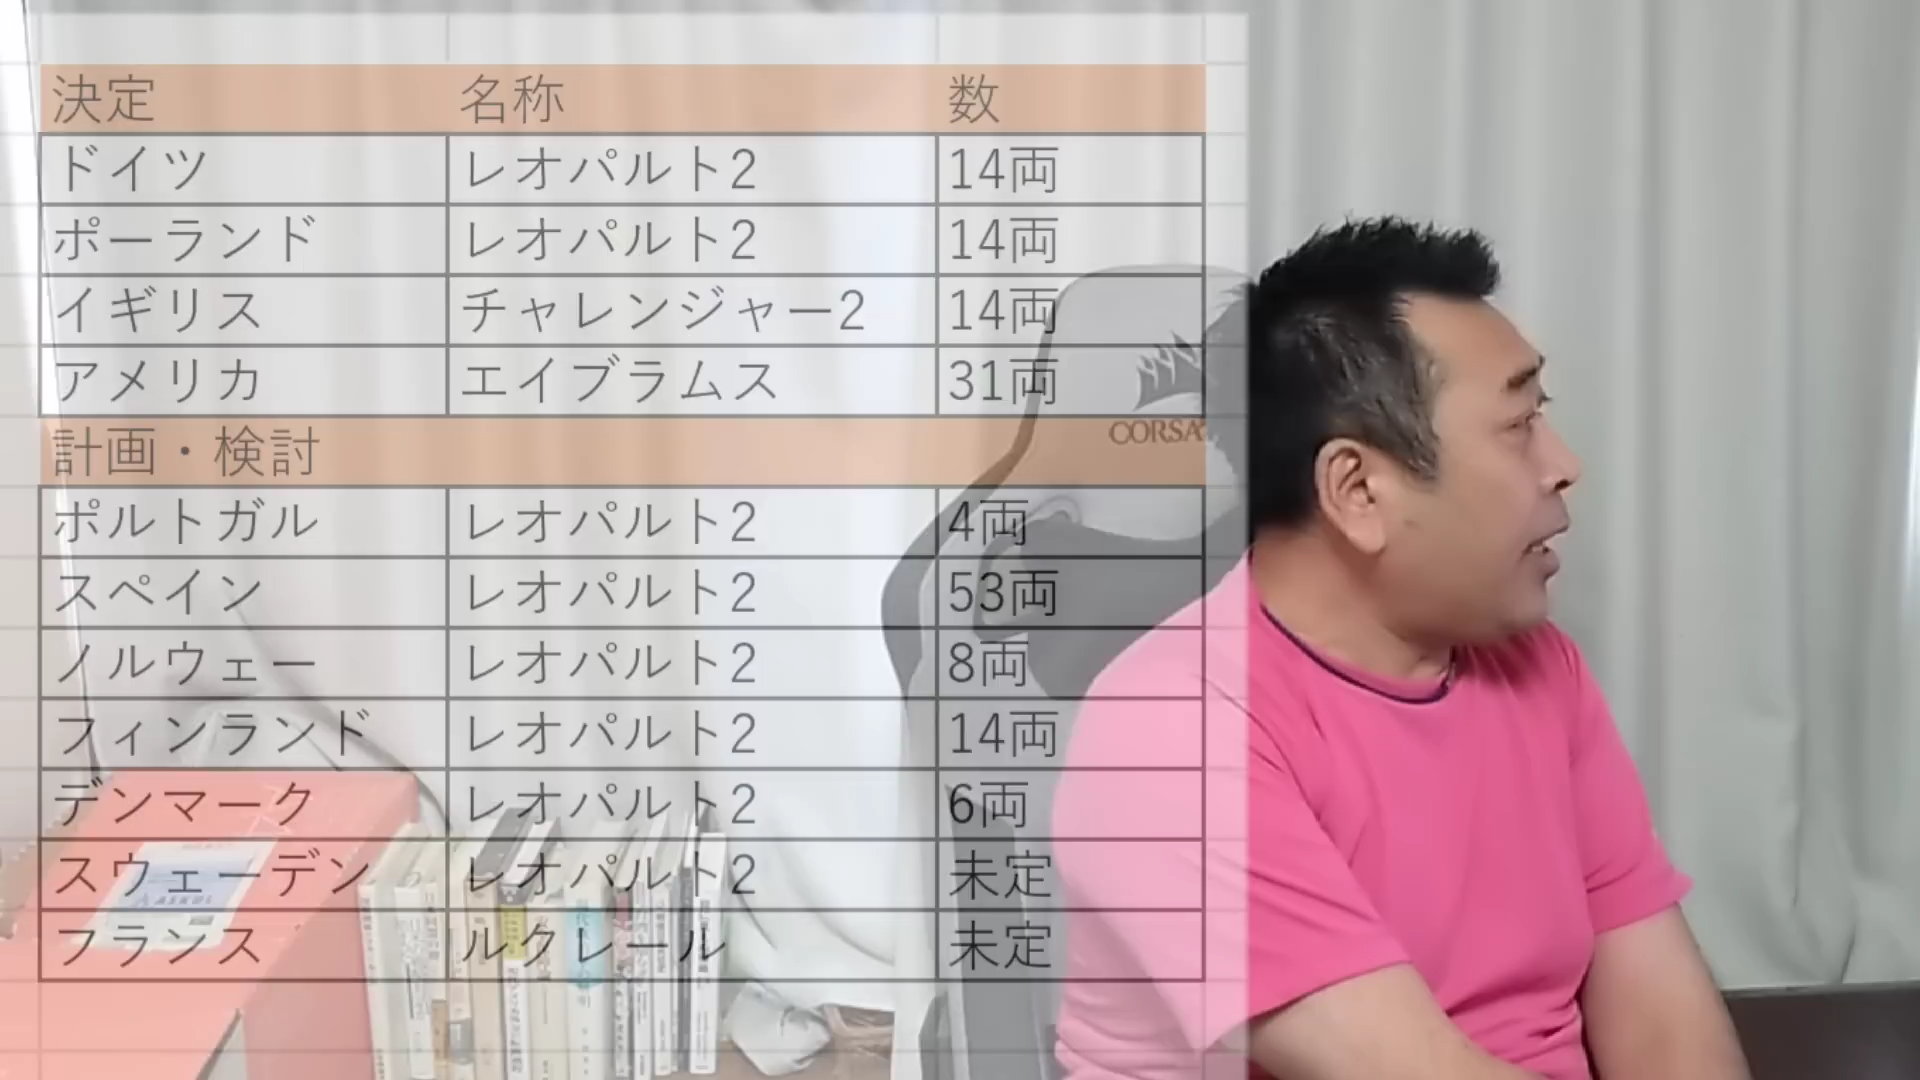 決定 名称 数
ドイツ レオパルト2 14両
ポーランド レオパルト2 14両
イギリス チャレンジャー2 14両
アメリカ エイブラムス 31両
計画・検討
ポルトガル レオパルト2 4両
スペイン レオパルト2 53両
ノルウェー レオパルト2 8両
フィンランド レオパルト2 14両
デンマーク レオパルト2 6両
スウェーデン レオパルト2 未定
フランス ルクレール 未定
CORSA
ASKUL